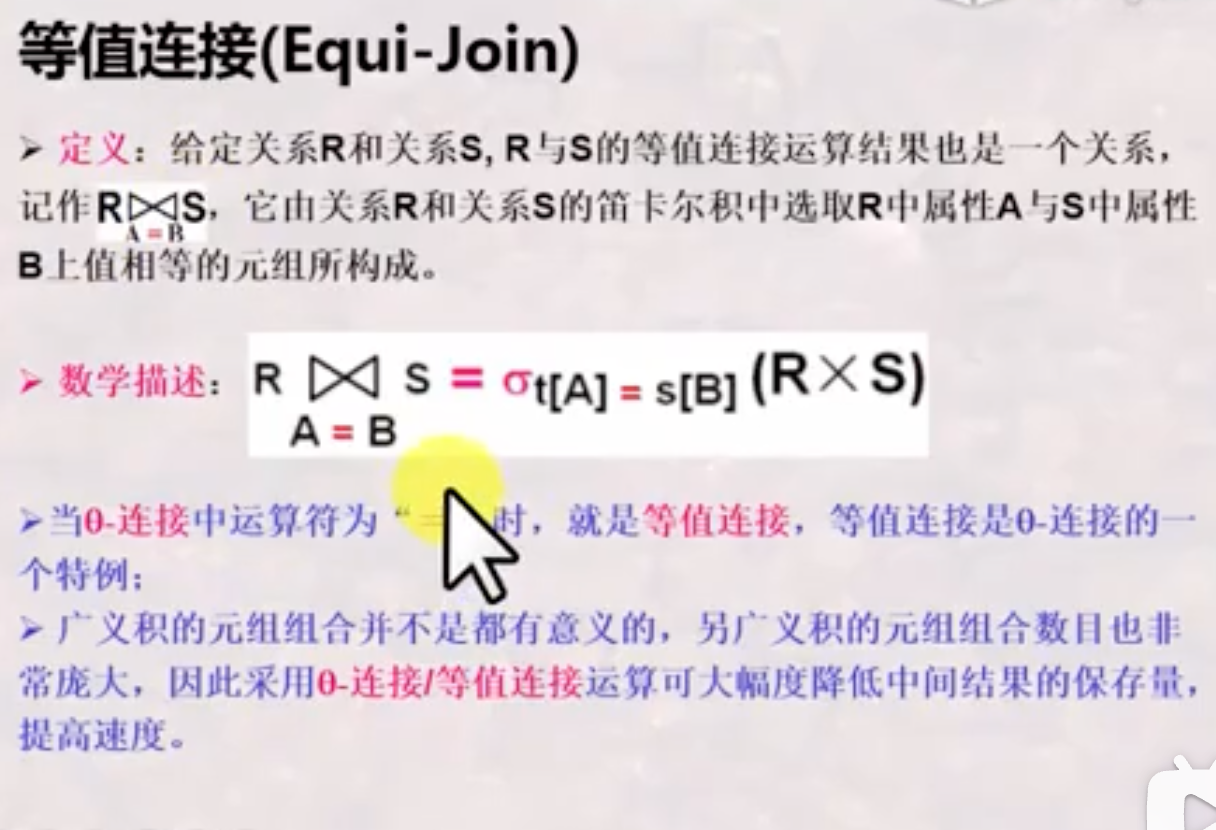 等值连接(Equi-Join)
➢ 定义：给定关系R和关系S, R与S的等值连接运算结果也是一个关系，
记作R⋈S，它由关系R和关系S的笛卡尔积中选取R中属性A与S中属性
A = B
B上值相等的元组所构成。
➢ 数学描述： R ⋈ S = σt[A] = s[B] (R×S)
A = B
➢当θ-连接中运算符为“＝ 时，就是等值连接，等值连接是θ-连接的一
个特例；
➢ 广义积的元组组合并不是都有意义的，另广义积的元组组合数目也非
常庞大，因此采用θ-连接/等值连接运算可大幅度降低中间结果的保存量，
提高速度。